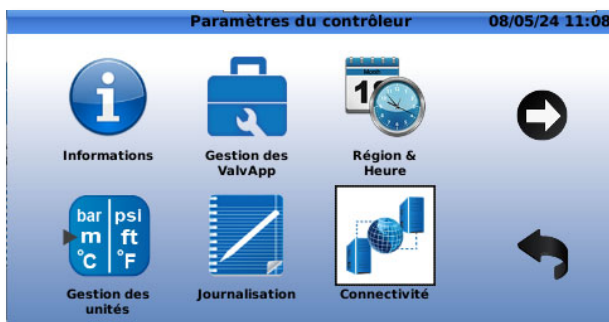 Paramètres du contrôleur 08/05/24 11:08
Month
Informations
Gestion des
ValvApp
Région &
Heure
bar psi
m ft
°C °F
Gestion des
unités
Journalisation
Connectivité